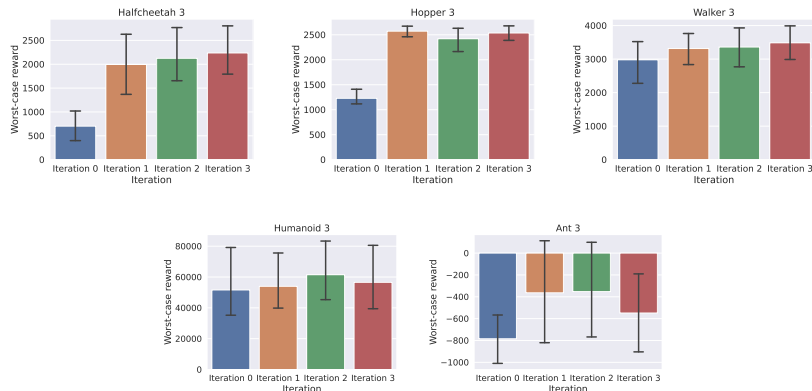 Halfcheetah 3
Worst-case reward
2500
2000
1500
1000
500
0
Iteration 0 Iteration 1 Iteration 2 Iteration 3
Iteration
Hopper 3
Worst-case reward
2500
2000
1500
1000
500
0
Iteration 0 Iteration 1 Iteration 2 Iteration 3
Iteration
Walker 3
Worst-case reward
4000
3000
2000
1000
0
Iteration 0 Iteration 1 Iteration 2 Iteration 3
Iteration
Humanoid 3
Worst-case reward
80000
60000
40000
20000
0
Iteration 0 Iteration 1 Iteration 2 Iteration 3
Iteration
Ant 3
Worst-case reward
0
−200
−400
−600
−800
−1000
Iteration 0 Iteration 1 Iteration 2 Iteration 3
Iteration